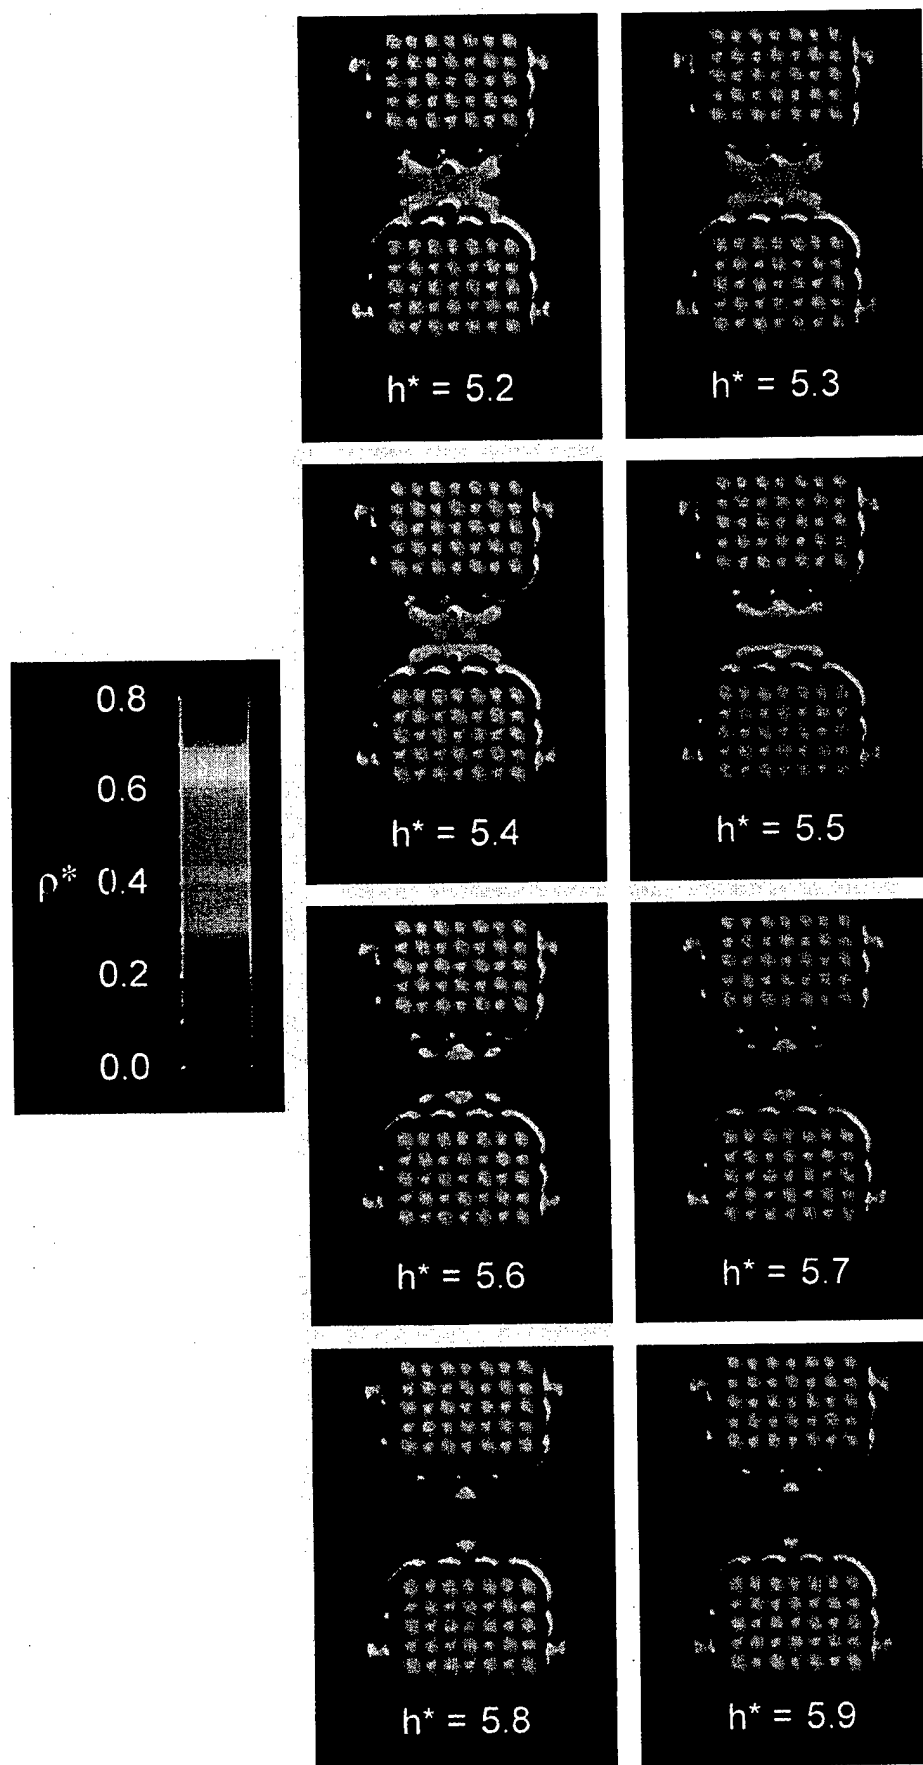 h* = 5.2
h* = 5.3
h* = 5.4
h* = 5.5
h* = 5.6
h* = 5.7
h* = 5.8
h* = 5.9
0.8
0.6
ρ* 0.4
0.2
0.0